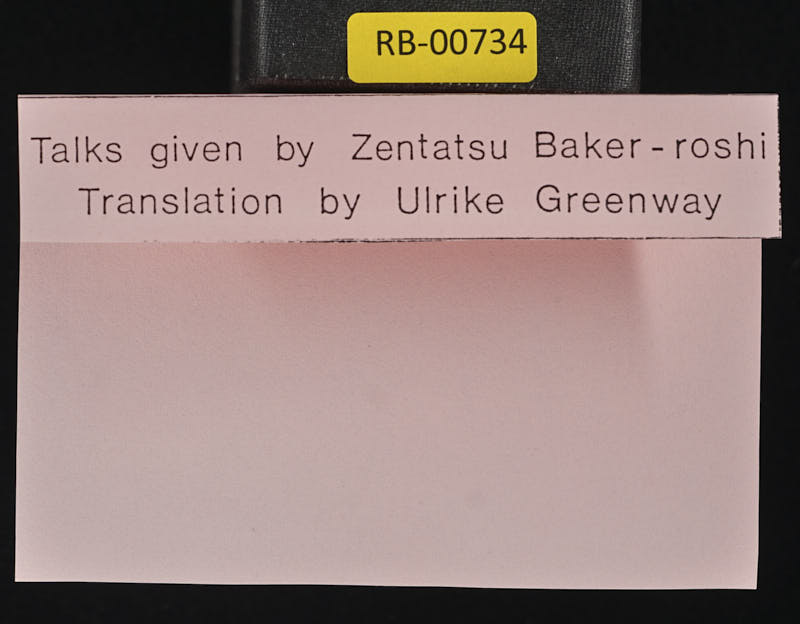 RB-00734
Talks given by Zentatsu Baker-roshi
Translation by Ulrike Greenway